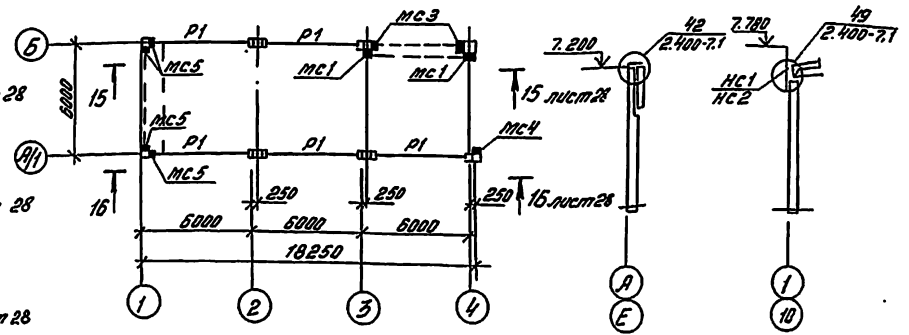 Б
А/1
6000
28
28
т 28
15
16
Р1
Р1
мс3
мс5
мс1
мс1
мс5
Р1
Р1
Р1
мс4
мс5
15 лист 28
16 лист 28
250
250
250
6000
6000
6000
18250
1
2
3
4
7.200
42
2.400-7.1
А
Е
7.780
49
2.400-7.1
НС1
НС2
1
10